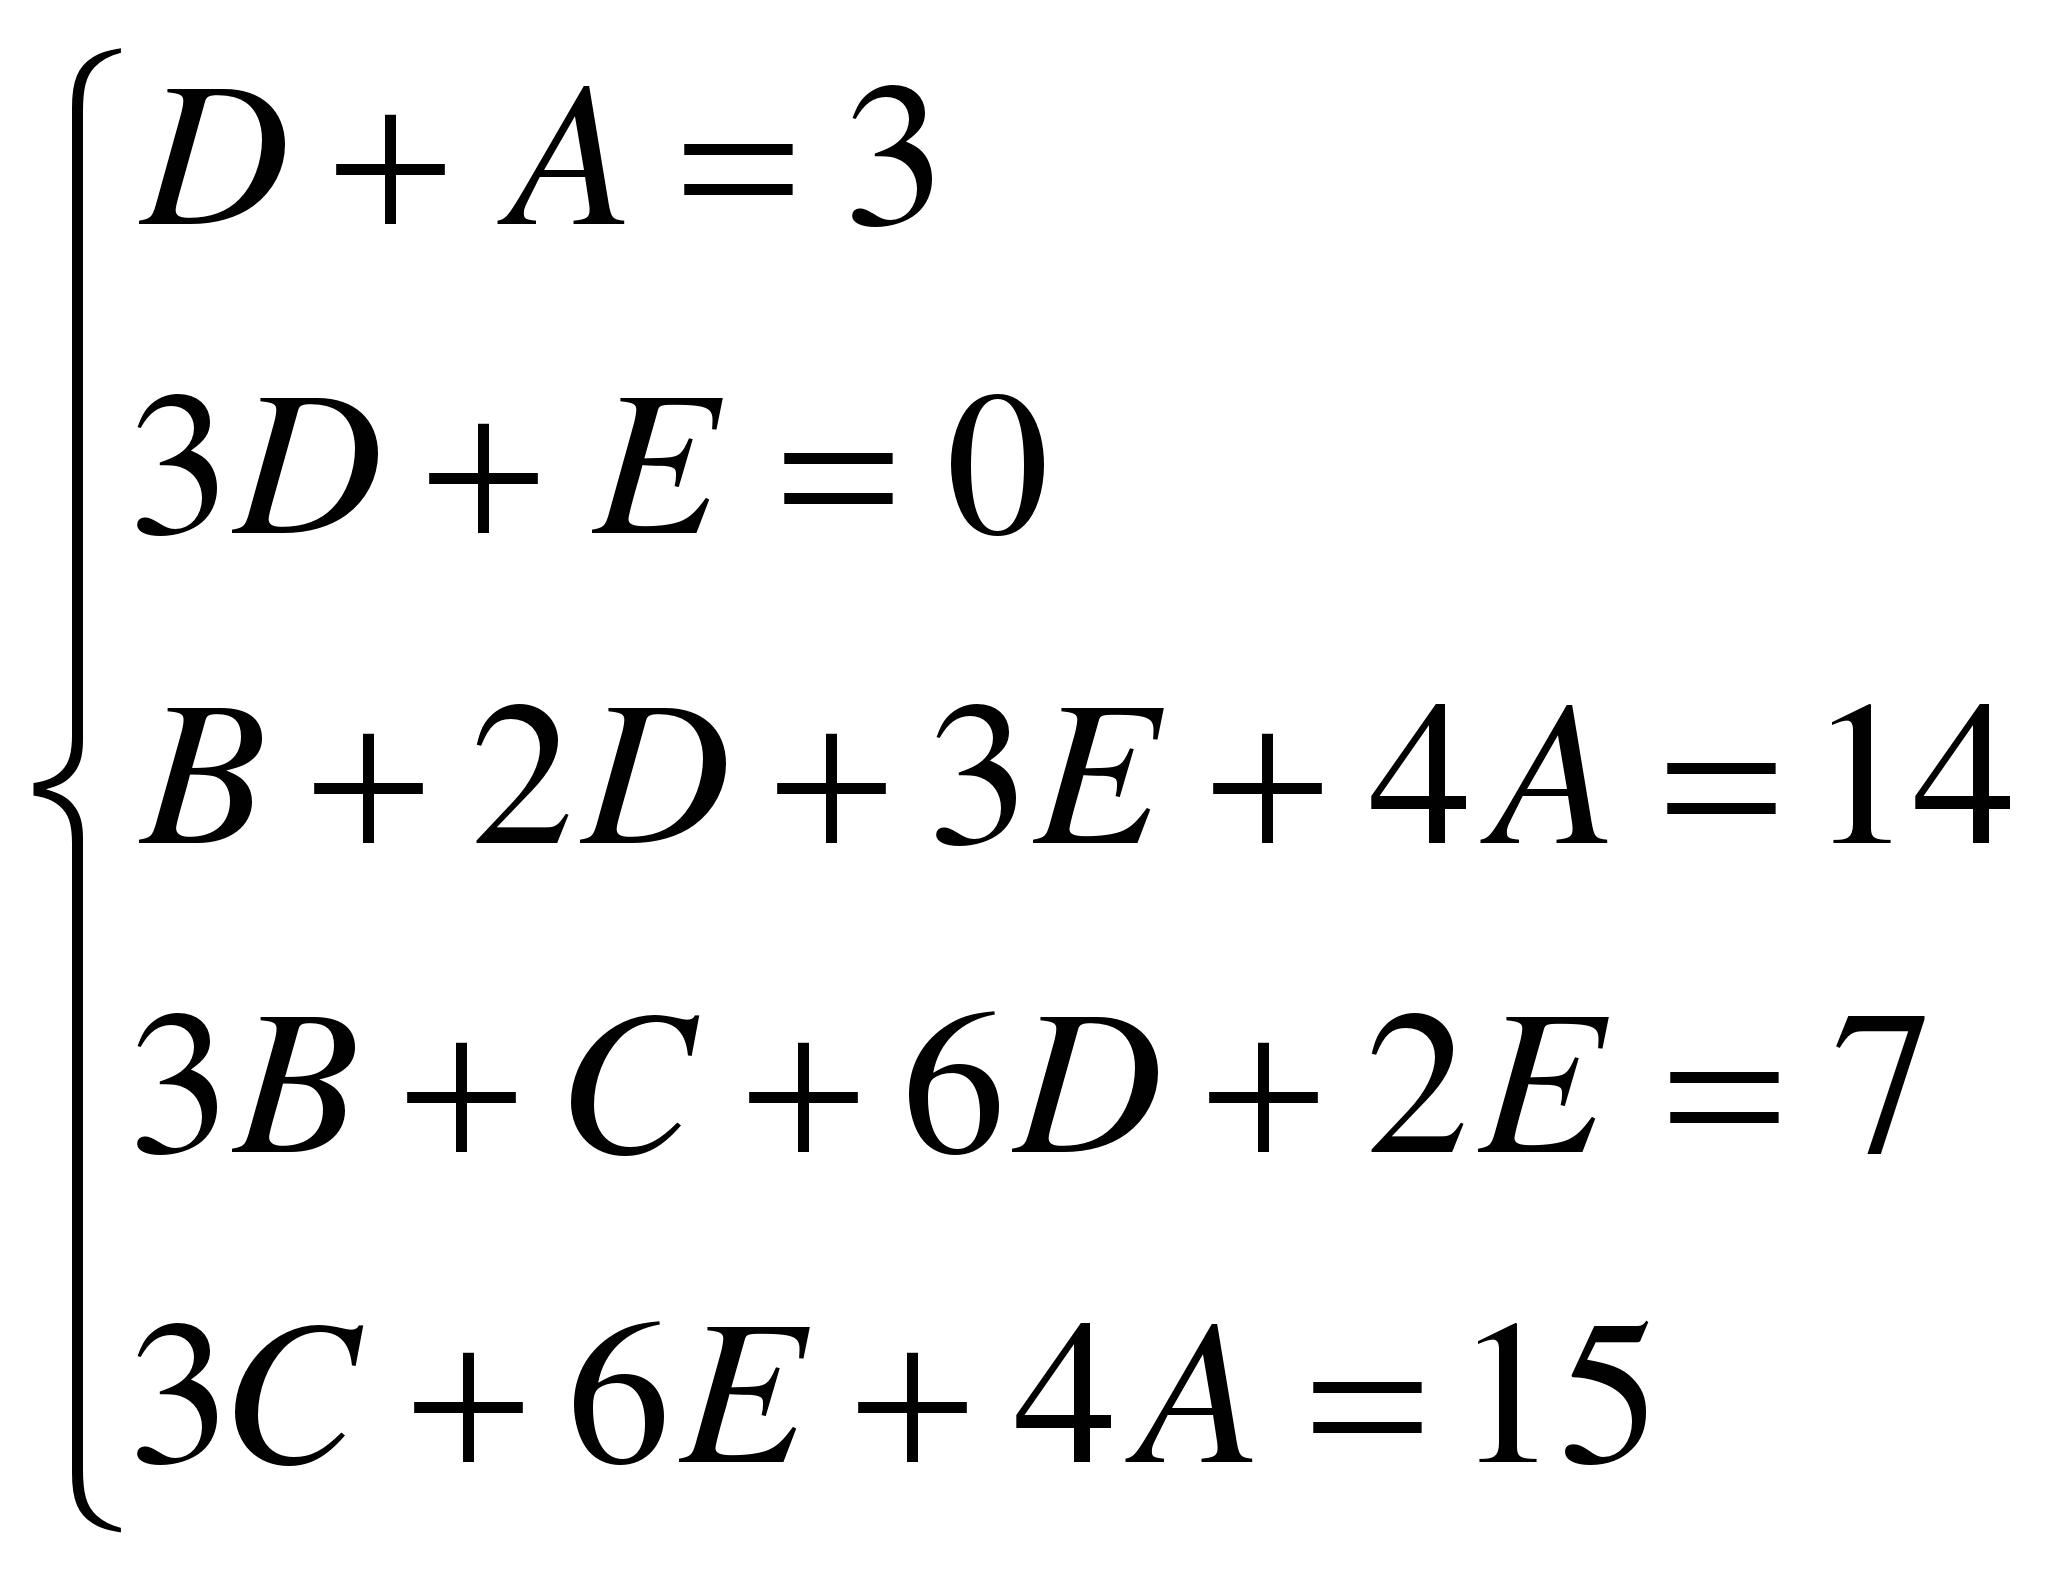 D + A = 3
3D + E = 0
B + 2D + 3E + 4A = 14
3B + C + 6D + 2E = 7
3C + 6E + 4A = 15